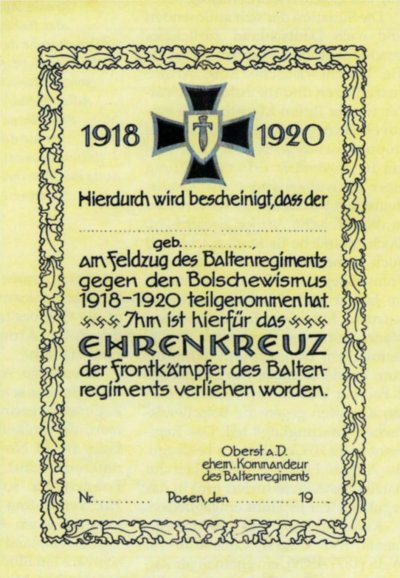 1918 1920
Hierdurch wird bescheinigt, dass der
geb.
am Feldzug des Baltenregiments
gegen den Bolschewismus
1918-1920 teilgenommen hat.
Ihm ist hierfür das
EHRENKREUZ
der Frontkämpfer des Balten-
regiments verliehen worden.
Oberst a.D.
ehem. Kommandeur
des Baltenregiments
Nr............ Posen, den ............ 19....